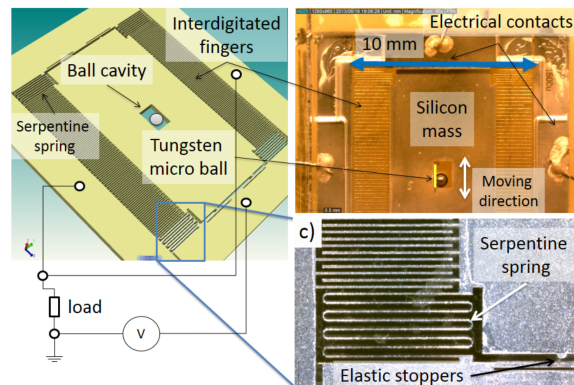 Interdigitated
fingers
Ball cavity
Serpentine
spring
Tungsten
micro ball
load
V
Electrical contacts
10 mm
Silicon
mass
Moving
direction
c)
Serpentine
spring
Elastic stoppers